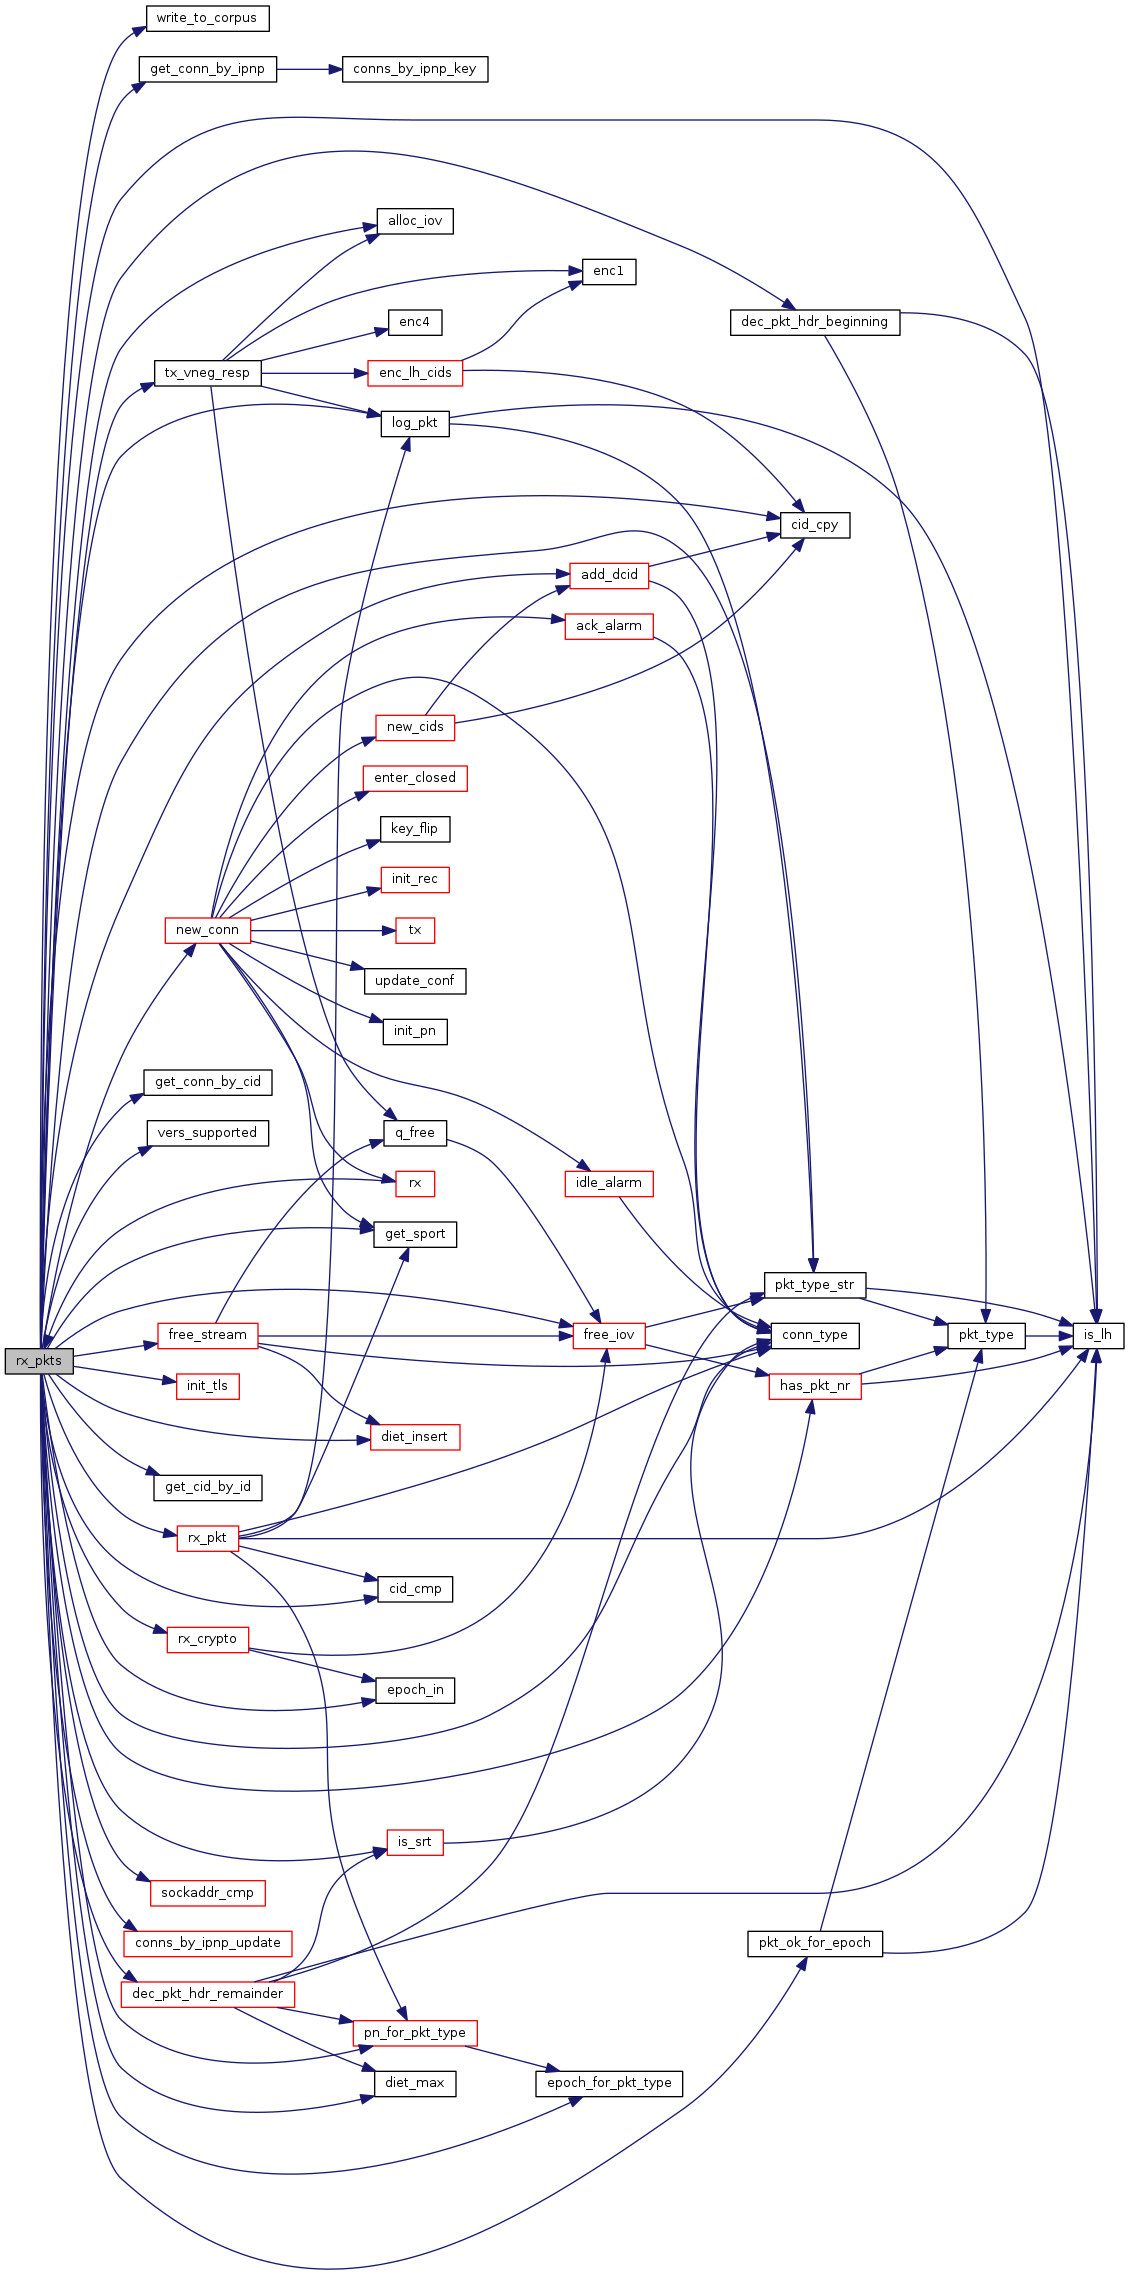 write_to_corpus
get_conn_by_ipnp
conns_by_ipnp_key
alloc_iov
enc1
dec_pkt_hdr_beginning
enc4
tx_vneg_resp
enc_lh_cids
log_pkt
cid_cpy
add_dcid
ack_alarm
new_cids
enter_closed
key_flip
init_rec
new_conn
tx
update_conf
init_pn
get_conn_by_cid
vers_supported
q_free
rx
idle_alarm
get_sport
pkt_type_str
free_stream
free_iov
conn_type
pkt_type
is_lh
rx_pkts
init_tls
has_pkt_nr
diet_insert
get_cid_by_id
rx_pkt
cid_cmp
rx_crypto
epoch_in
is_srt
sockaddr_cmp
conns_by_ipnp_update
pkt_ok_for_epoch
dec_pkt_hdr_remainder
pn_for_pkt_type
diet_max
epoch_for_pkt_type